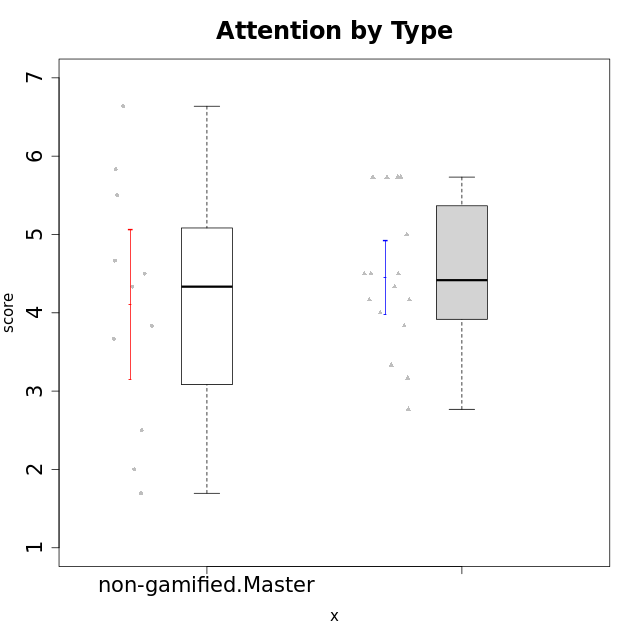 Attention by Type
7
6
5
4
3
2
1
score
non-gamified.Master
x